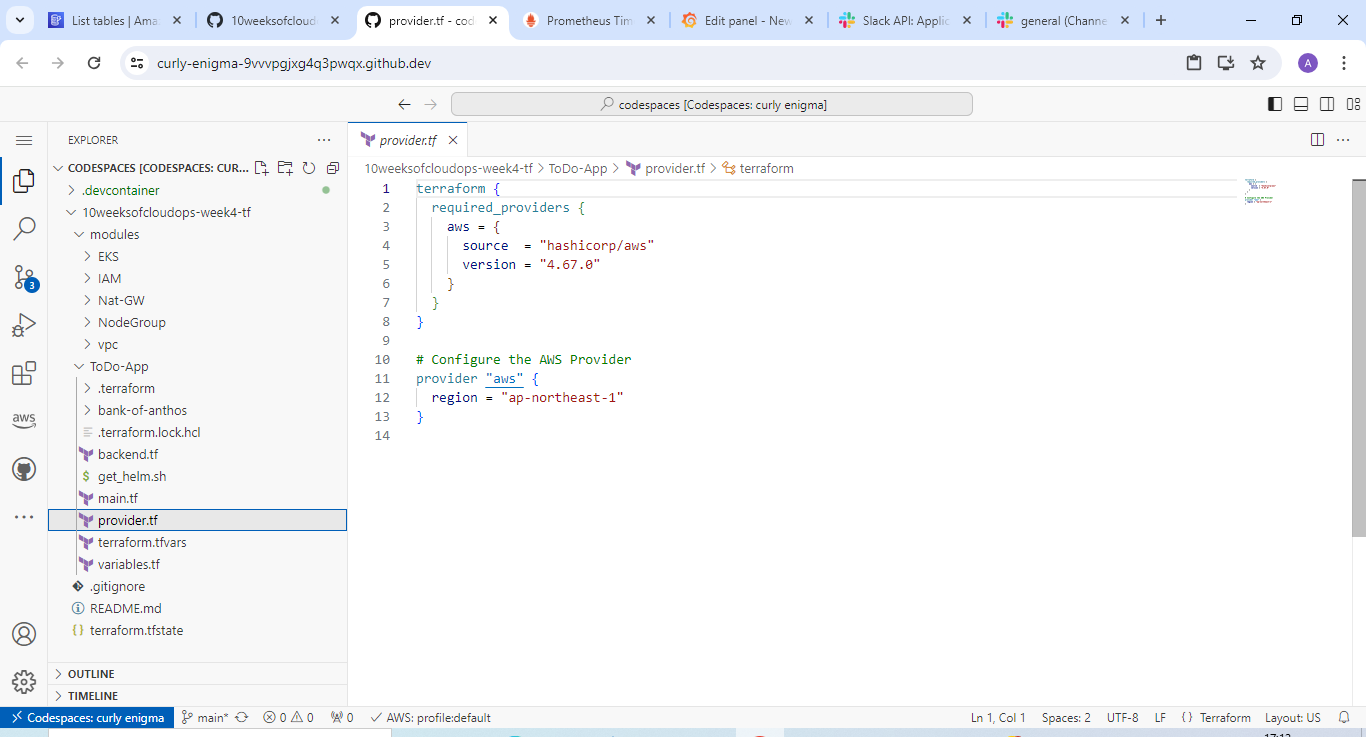 List tables | Ama
10weeksofcloud
provider.tf - cod
Prometheus Tim
Edit panel - New
Slack API: Applic
general (Channe
curly-enigma-9vvvpgjxg4q3pwqx.github.dev
A
codespaces [Codespaces: curly enigma]
EXPLORER
provider.tf
CODESPACES [CODESPACES: CUR...
10weeksofcloudops-week4-tf > ToDo-App > provider.tf > terraform
.devcontainer
10weeksofcloudops-week4-tf
modules
EKS
IAM
Nat-GW
NodeGroup
vpc
ToDo-App
.terraform
bank-of-anthos
.terraform.lock.hcl
backend.tf
$ get_helm.sh
main.tf
provider.tf
terraform.tfvars
variables.tf
.gitignore
README.md
{} terraform.tfstate
OUTLINE
TIMELINE
3
aws
1 terraform {
2 required_providers {
3 aws = {
4 source  = "hashicorp/aws"
5 version = "4.67.0"
6 }
7 }
8 }
9
10 # Configure the AWS Provider
11 provider "aws" {
12 region = "ap-northeast-1"
13 }
14
Codespaces: curly enigma main* 0 0 0 AWS: profile:default Ln 1, Col 1 Spaces: 2 UTF-8 LF {} Terraform Layout: US